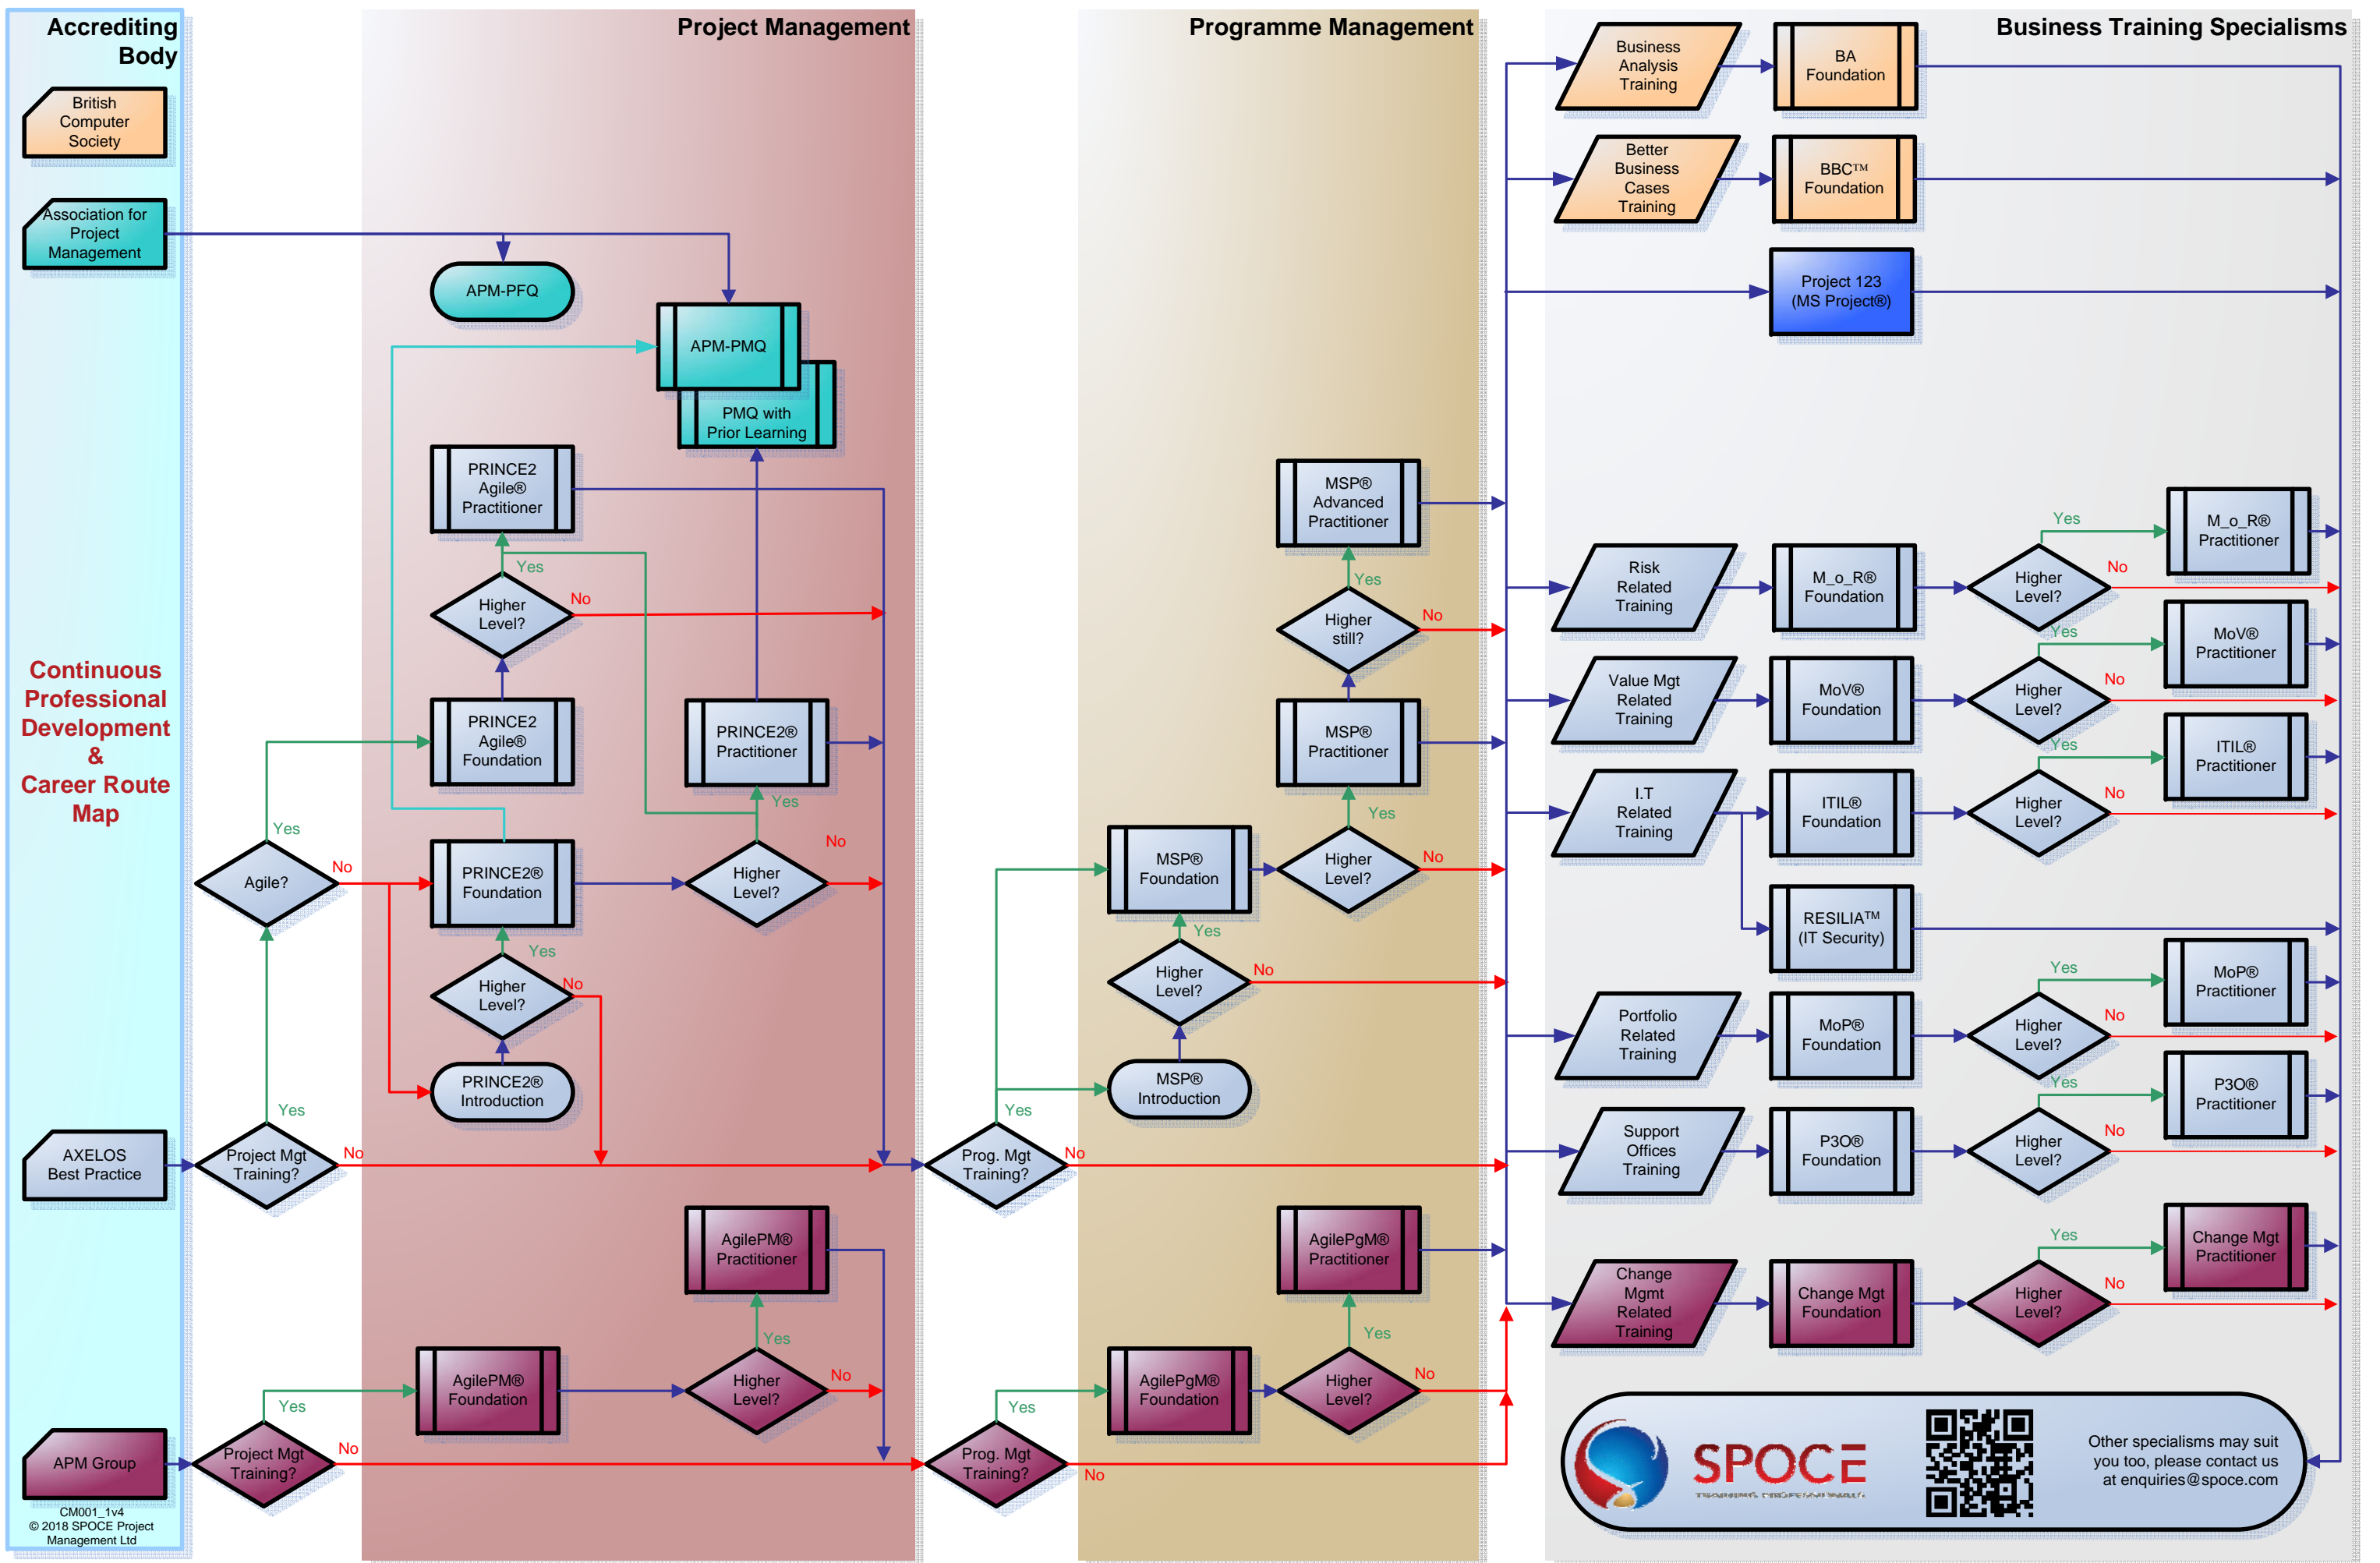 Accrediting
Body
British
Computer
Society
Association for
Project
Management
Continuous
Professional
Development
&
Career Route
Map
AXELOS
Best Practice
APM Group
CM001_1v4
© 2018 SPOCE Project
Management Ltd
Agile?
Yes
No
Yes
Project Mgt
Training?
No
Yes
Project Mgt
Training?
No
Project Management
APM-PFQ
APM-PMQ
PMQ with
Prior Learning
PRINCE2
Agile®
Practitioner
Yes
Higher
Level?
No
PRINCE2
Agile®
Foundation
PRINCE2®
Practitioner
Yes
No
PRINCE2®
Foundation
Higher
Level?
Yes
Higher
Level?
No
PRINCE2®
Introduction
AgilePM®
Practitioner
Yes
AgilePM®
Foundation
Higher
Level?
No
Programme Management
MSP®
Advanced
Practitioner
Yes
Higher
still?
No
MSP®
Practitioner
Yes
MSP®
Foundation
Higher
Level?
No
Yes
Higher
Level?
No
MSP®
Introduction
Yes
Prog. Mgt
Training?
No
AgilePgM®
Practitioner
Yes
AgilePgM®
Foundation
Higher
Level?
No
Yes
Prog. Mgt
Training?
No
Business Training Specialisms
Business
Analysis
Training
BA
Foundation
Better
Business
Cases
Training
BBC™
Foundation
Project 123
(MS Project®)
Risk
Related
Training
M_o_R®
Foundation
Higher
Level?
Yes
No
M_o_R®
Practitioner
Value Mgt
Related
Training
MoV®
Foundation
Higher
Level?
Yes
No
MoV®
Practitioner
I.T
Related
Training
ITIL®
Foundation
Higher
Level?
Yes
No
ITIL®
Practitioner
RESILIA™
(IT Security)
Portfolio
Related
Training
MoP®
Foundation
Higher
Level?
Yes
No
MoP®
Practitioner
Support
Offices
Training
P3O®
Foundation
Higher
Level?
Yes
No
P3O®
Practitioner
Change
Mgmt
Related
Training
Change Mgt
Foundation
Higher
Level?
Yes
No
Change Mgt
Practitioner
SPOCE
TRAINING PROFESSIONALS
Other specialisms may suit
you too, please contact us
at enquiries@spoce.com